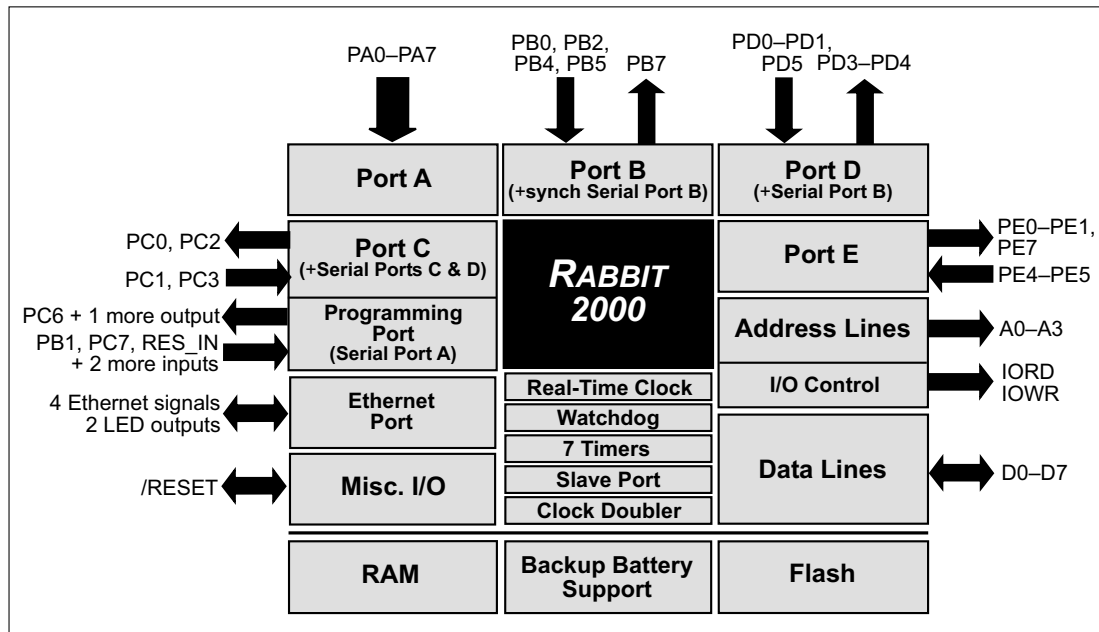 PA0–PA7
PB0, PB2,
PB4, PB5
PB7
PD0–PD1,
PD5
PD3–PD4
Port A
Port B
(+synch Serial Port B)
Port D
(+Serial Port B)
PC0, PC2
PC1, PC3
Port C
(+Serial Ports C & D)
RABBIT
2000
Port E
PE0–PE1,
PE7
PE4–PE5
PC6 + 1 more output
PB1, PC7, RES_IN
+ 2 more inputs
Programming
Port
(Serial Port A)
Address Lines
A0–A3
I/O Control
IORD
IOWR
4 Ethernet signals
2 LED outputs
Ethernet
Port
Real-Time Clock
Watchdog
7 Timers
Slave Port
Clock Doubler
Data Lines
D0–D7
/RESET
Misc. I/O
RAM
Backup Battery
Support
Flash